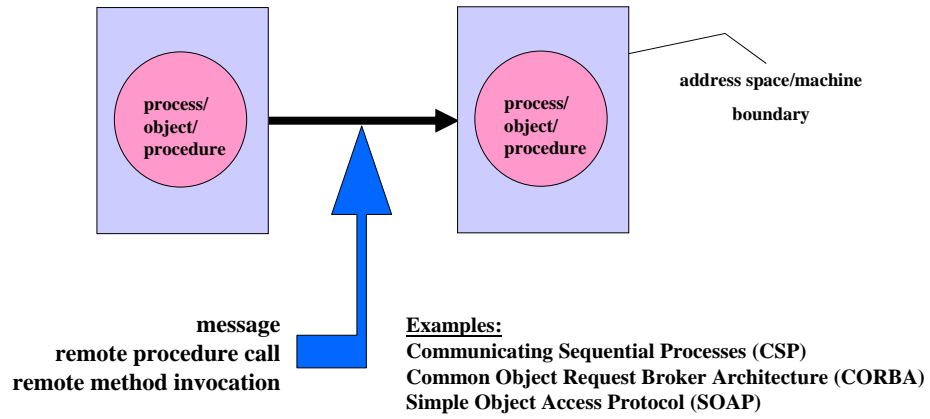 process/
object/
procedure
process/
object/
procedure
address space/machine
boundary
message
remote procedure call
remote method invocation
Examples:
Communicating Sequential Processes (CSP)
Common Object Request Broker Architecture (CORBA)
Simple Object Access Protocol (SOAP)